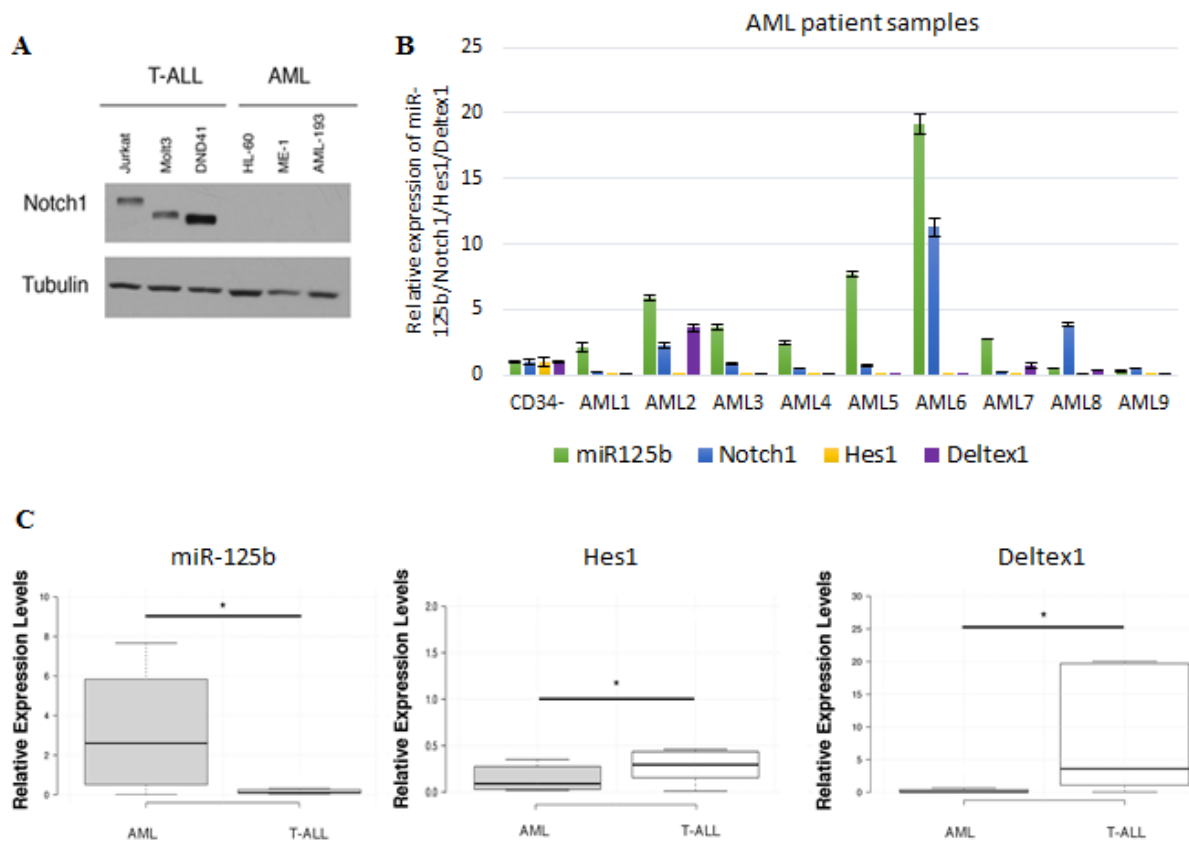 A
T-ALL AML
Jurkat Molt3 DND41 HL-60 ME-1 AML-193
Notch1
Tubulin
B
AML patient samples
Relative expression of miR-
125b/Notch1/Hes1/Deltex1
25
20
15
10
5
0
CD34- AML1 AML2 AML3 AML4 AML5 AML6 AML7 AML8 AML9
miR125b Notch1 Hes1 Deltex1
C
miR-125b
Relative Expression Levels
10
8
6
4
2
0
*
AML T-ALL
Hes1
Relative Expression Levels
2.0
1.5
1.0
0.5
0.0
*
AML T-ALL
Deltex1
Relative Expression Levels
30
25
20
15
10
5
0
*
AML T-ALL